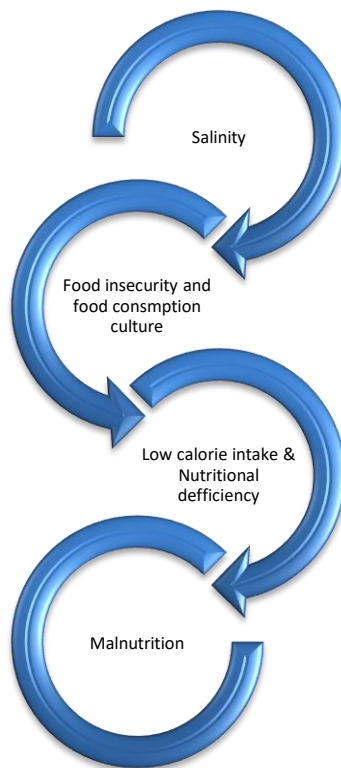 Salinity
Food insecurity and
food consmption
culture
Low calorie intake &
Nutritional
defficiency
Malnutrition